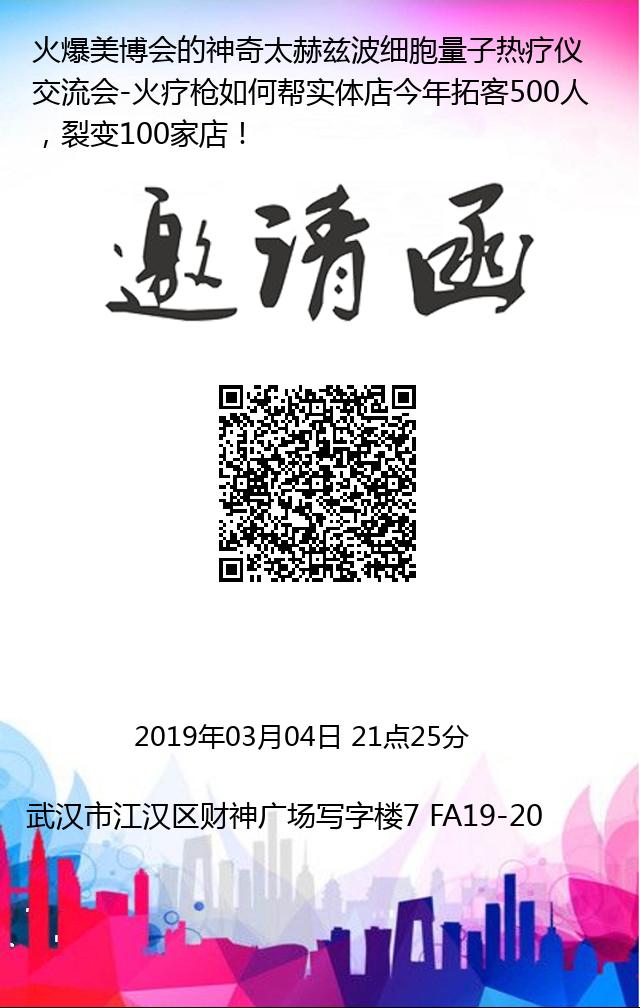 火爆美博会的神奇太赫兹波细胞量子热疗仪
交流会-火疗枪如何帮实体店今年拓客500人
，裂变100家店！
邀请函
2019年03月04日 21点25分
武汉市江汉区财神广场写字楼7 FA19-20